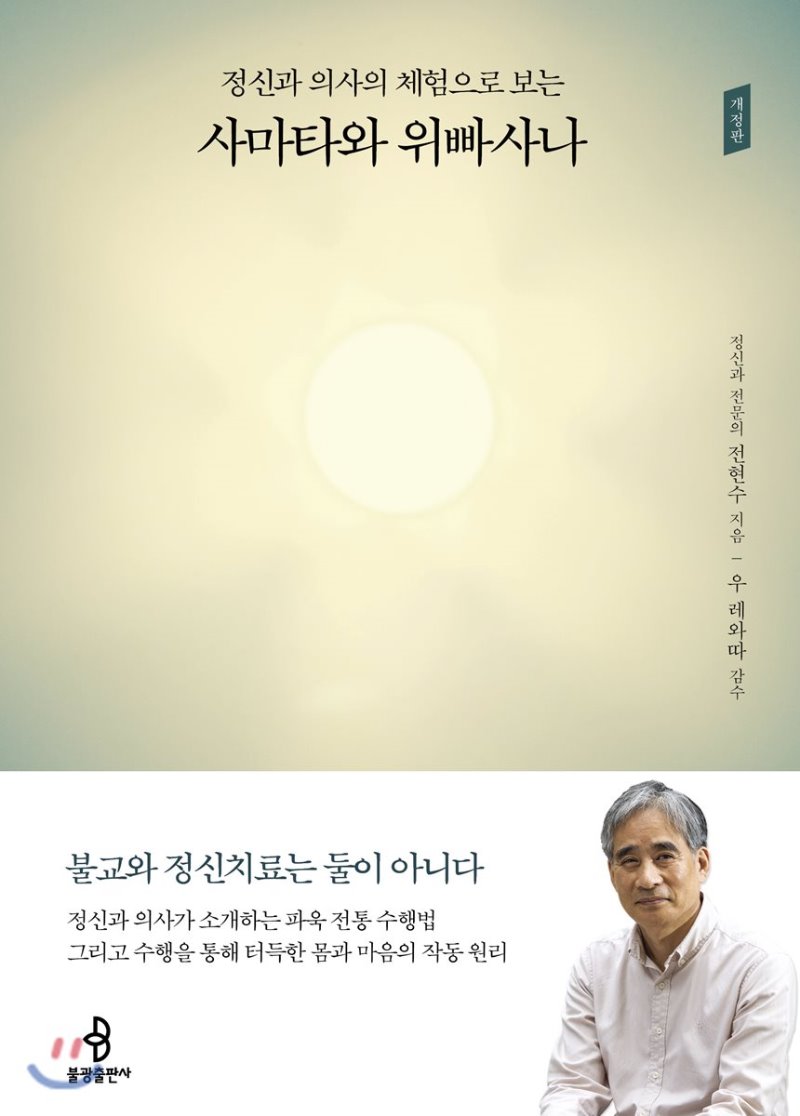 정신과 의사의 체험으로 보는
사마타와 위빠사나
개정판
정신과 전문의 전현수 지음 – 우 레와따 감수
불교와 정신치료는 둘이 아니다
정신과 의사가 소개하는 파욱 전통 수행법
그리고 수행을 통해 터득한 몸과 마음의 작동 원리
불광출판사